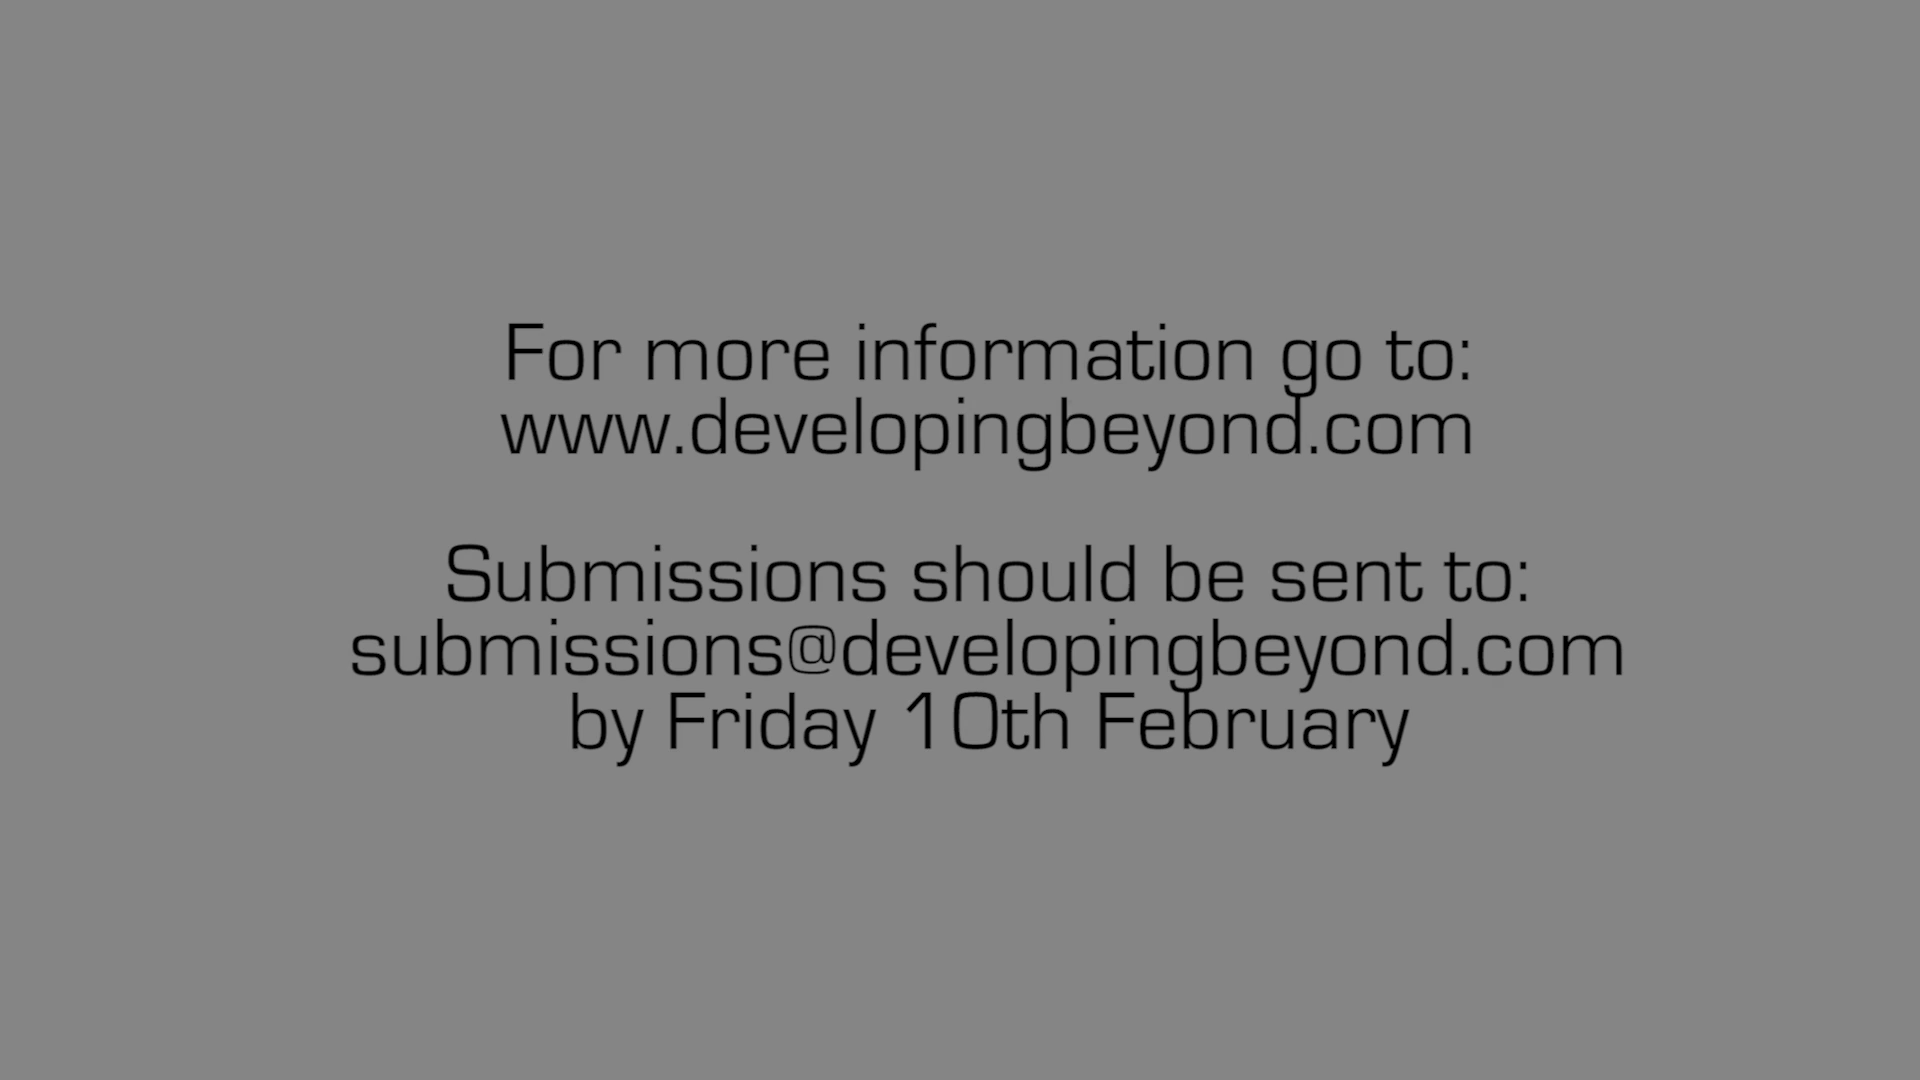 For more information go to:
www.developingbeyond.com
Submissions should be sent to:
submissions@developingbeyond.com
by Friday 10th February